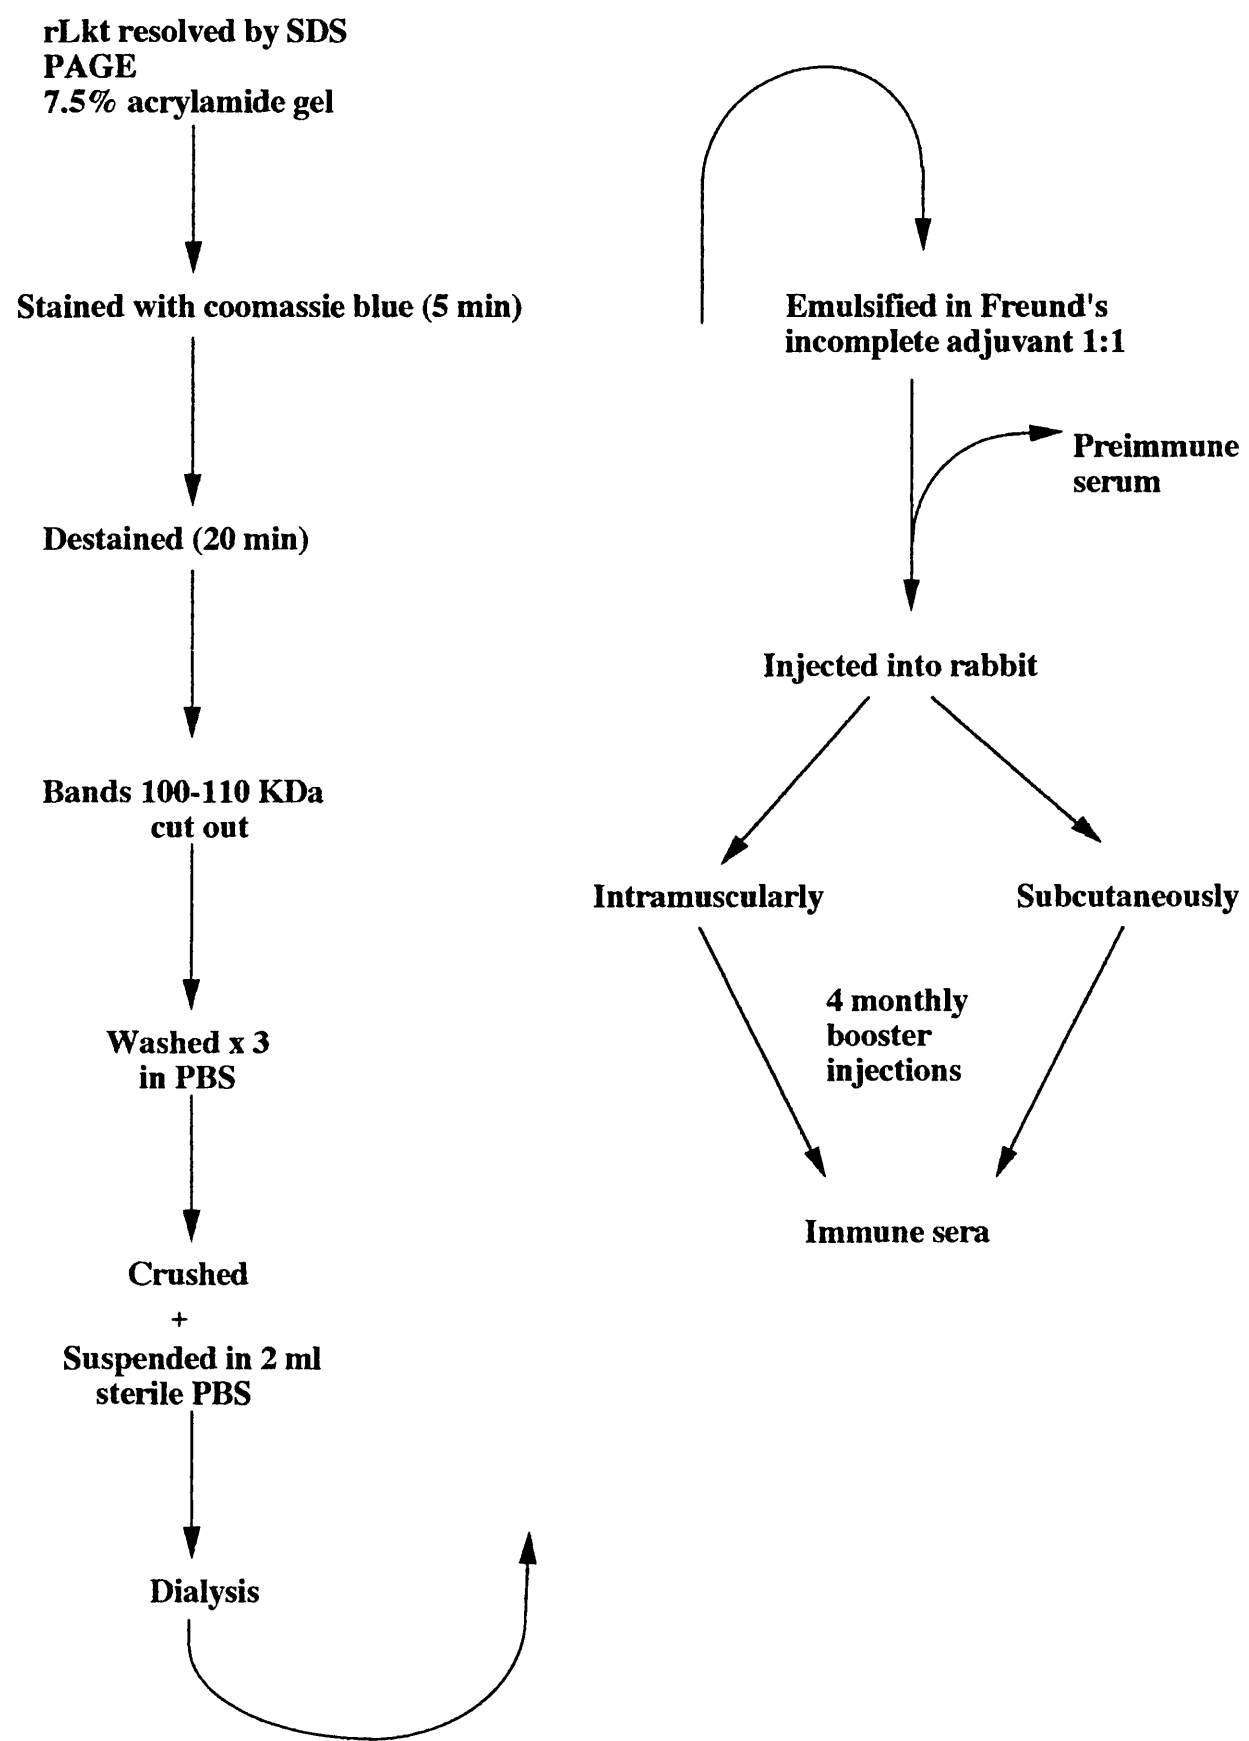 rLkt resolved by SDS
PAGE
7.5% acrylamide gel
Stained with coomassie blue (5 min)
Destained (20 min)
Bands 100-110 KDa
cut out
Washed x 3
in PBS
Crushed
+
Suspended in 2 ml
sterile PBS
Dialysis
Emulsified in Freund's
incomplete adjuvant 1:1
Preimmune
serum
Injected into rabbit
Intramuscularly
Subcutaneously
4 monthly
booster
injections
Immune sera